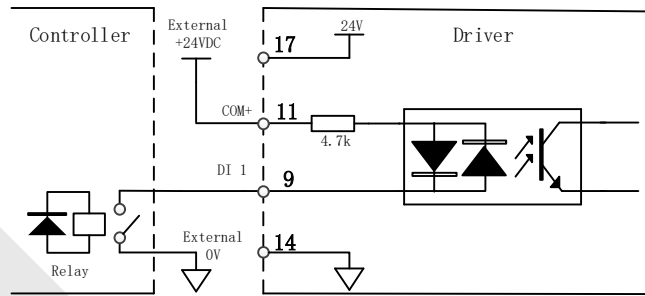 Controller
External
+24VDC
17
24V
Driver
COM+
11
4.7k
DI 1
9
External
0V
14
Relay